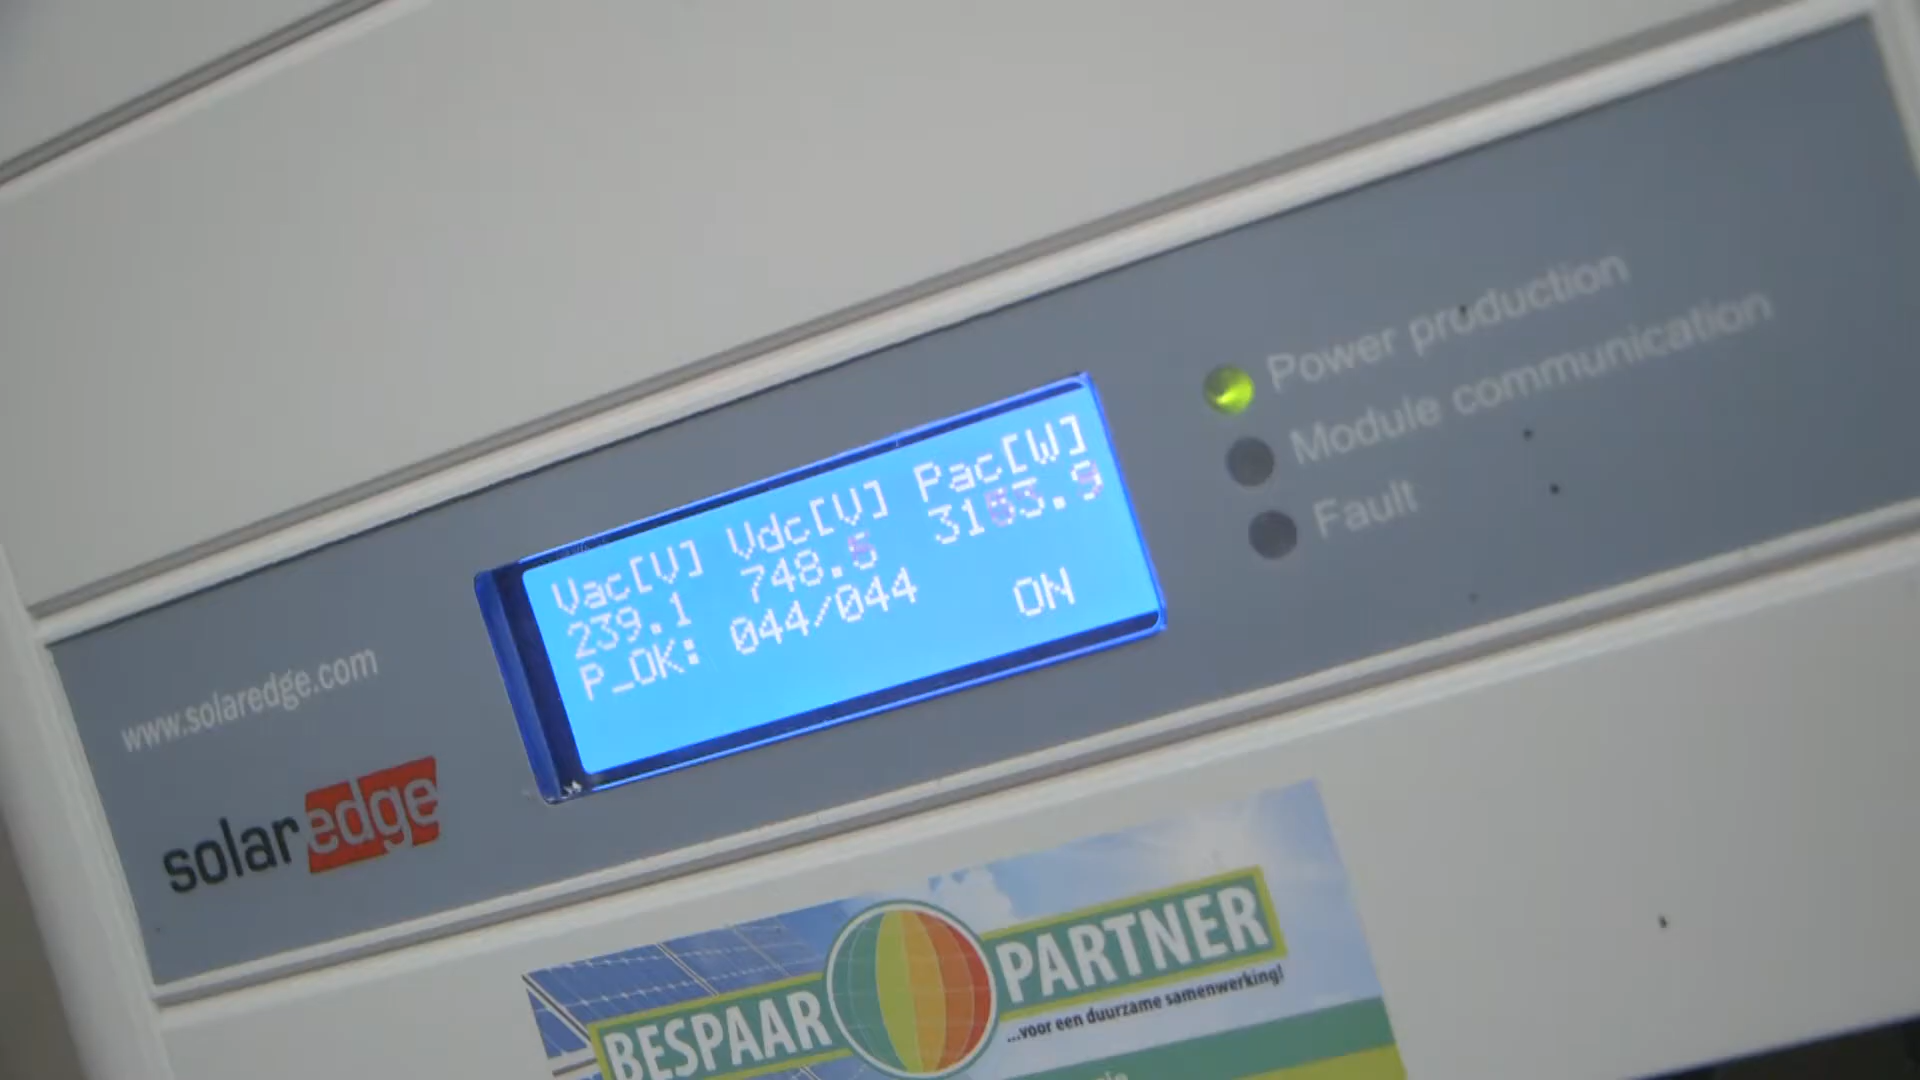 Vac[V] Vdc[V] Pac[W]
239.1 748.5 3153.9
P_OK: 044/044 ON
Power production
Module communication
Fault
www.solaredge.com
solaredge
BESPAAR PARTNER
...voor een duurzame samenwerking!